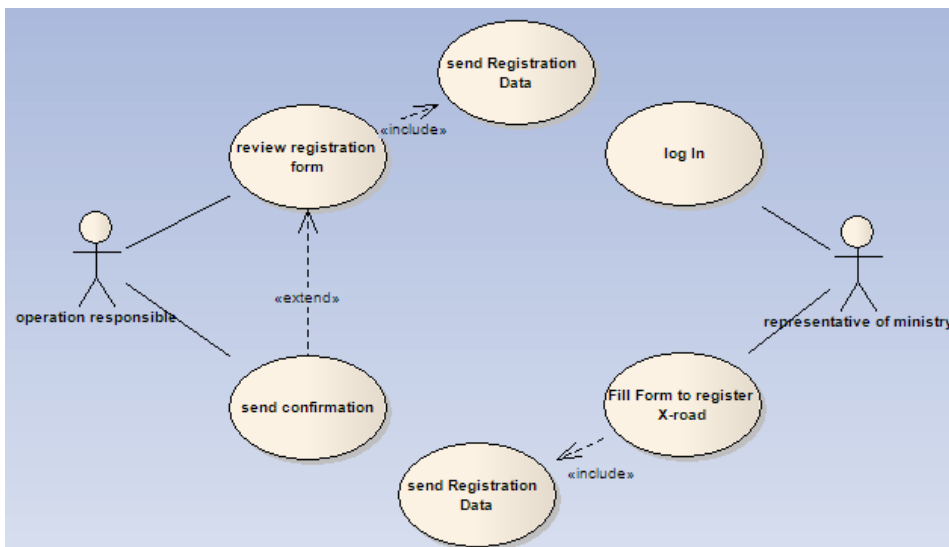 send Registration
Data
«include»
review registration
form
log In
operation responsible
«extend»
representative of ministry
send confirmation
Fill Form to register
X-road
«include»
send Registration
Data